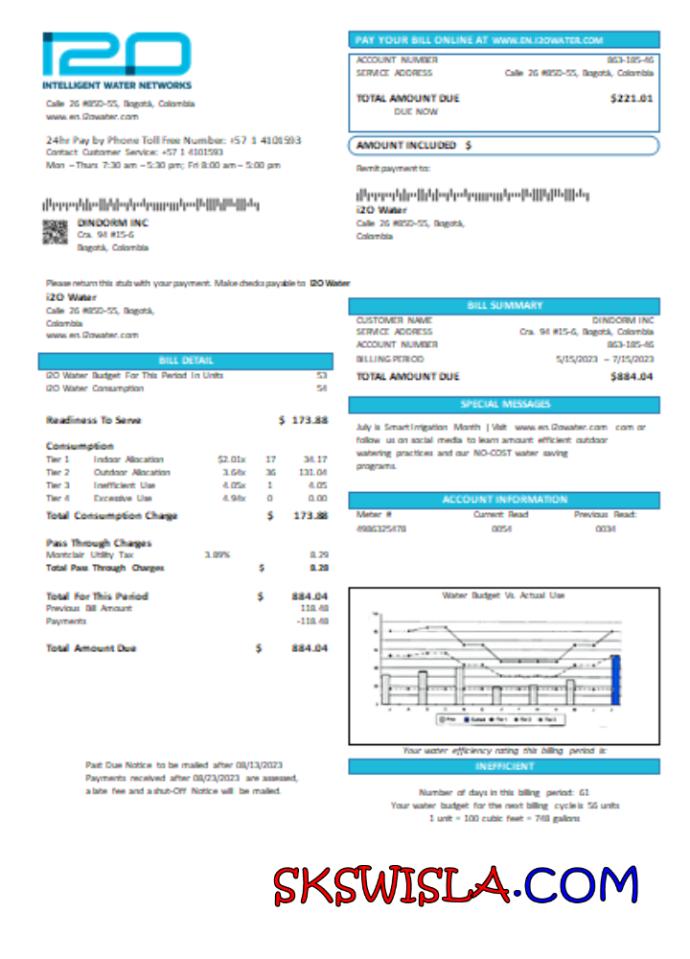 I2O
INTELLIGENT WATER NETWORKS
Calle 26 #85D-55, Bogotá, Colombia
www.en.i2owater.com
24hr Pay by Phone Toll Free Number: +57 1 4101593
Contact Customer Service: +57 1 4101593
Mon – Thurs 7:30 am – 5:30 pm; Fri 8:00 am – 5:00 pm
DINDORM INC
Cra. 94 #15-6
Bogotá, Colombia
PAY YOUR BILL ONLINE AT WWW.EN.I2OWATER.COM
ACCOUNT NUMBER 863-185-46
SERVICE ADDRESS Calle 26 #85D-55, Bogotá, Colombia
TOTAL AMOUNT DUE $221.01
DUE NOW
AMOUNT INCLUDED $
Remit payment to:
i2O Water
Calle 26 #85D-55, Bogotá,
Colombia
Please return this stub with your payment. Make checks payable to I2O Water
i2O Water
Calle 26 #85D-55, Bogotá,
Colombia
www.en.i2owater.com
BILL DETAIL
I2O Water Budget For This Period In Units 53
I2O Water Consumption 54
Readiness To Serve $ 173.88
Consumption
Tier 1 Indoor Allocation $2.01x 17 34.17
Tier 2 Outdoor Allocation 3.64x 36 131.04
Tier 3 Inefficient Use 4.05x 1 4.05
Tier 4 Excessive Use 4.94x 0 0.00
Total Consumption Charge $ 173.88
Pass Through Charges
Montclair Utility Tax 3.89% 8.29
Total Pass Through Charges $ 8.29
Total For This Period $ 884.04
Previous Bill Amount 118.48
Payments -118.48
Total Amount Due $ 884.04
Past Due Notice to be mailed after 08/13/2023
Payments received after 08/23/2023 are assessed,
a late fee and a shut-Off Notice will be mailed.
BILL SUMMARY
CUSTOMER NAME DINDORM INC
SERVICE ADDRESS Cra. 94 #15-6, Bogotá, Colombia
ACCOUNT NUMBER 863-185-46
BILLING PERIOD 5/15/2023 – 7/15/2023
TOTAL AMOUNT DUE $884.04
SPECIAL MESSAGES
July is Smart Irrigation Month | Visit www.en.i2owater.com com or
follow us on social media to learn amount efficient outdoor
watering practices and our NO-COST water saving
programs.
ACCOUNT INFORMATION
Meter # Current Read Previous Read:
4986325478 0054 0034
Water Budget Vs. Actual Use
Your water efficiency rating this billing period is:
INEFFICIENT
Number of days in this billing period: 61
Your water budget for the next billing cycle is 56 units
1 unit = 100 cubic feet = 748 gallons
SKSWISLA.COM